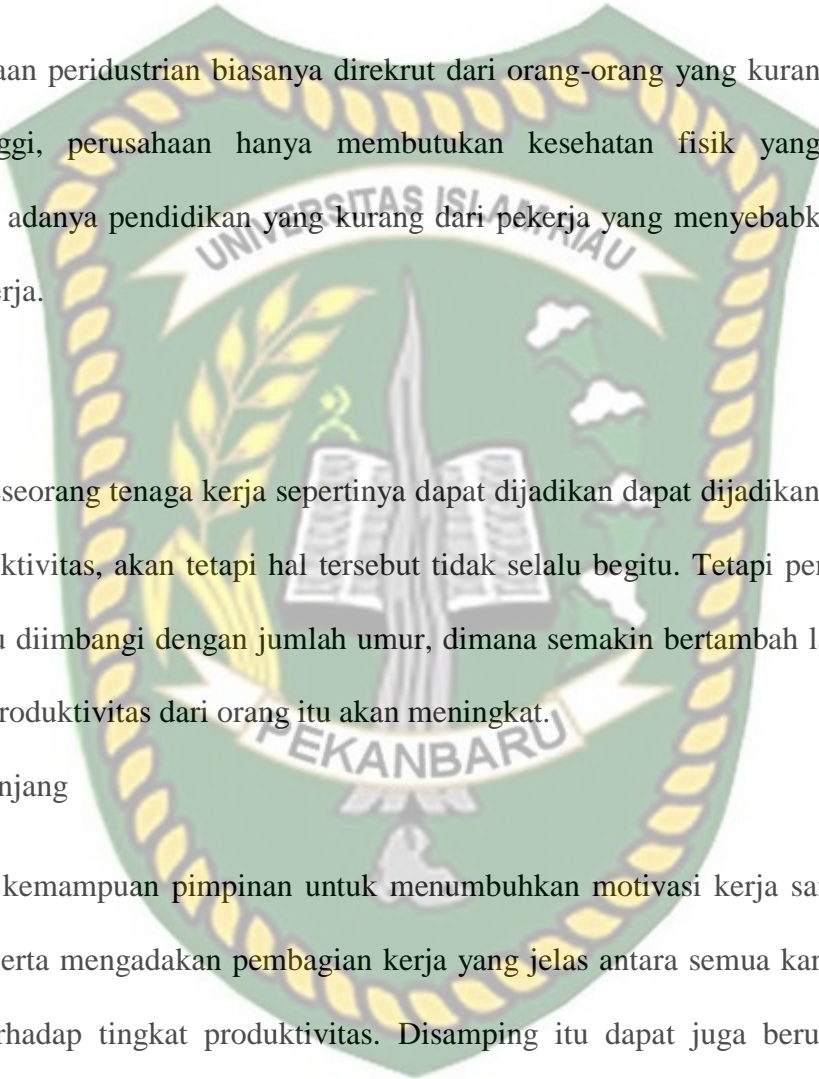 aan peridustrian biasanya direkrut dari orang-orang yang kuran
ggi, perusahaan hanya membutukan kesehatan fisik yang
adanya pendidikan yang kurang dari pekerja yang menyebabk
UNIVERSITAS ISLAM RIAU
erja.
eseorang tenaga kerja sepertinya dapat dijadikan dapat dijadikan
ktivitas, akan tetapi hal tersebut tidak selalu begitu. Tetapi per
u diimbangi dengan jumlah umur, dimana semakin bertambah la
roduktivitas dari orang itu akan meningkat.
PEKANBARU
njang
kemampuan pimpinan untuk menumbuhkan motivasi kerja sa
erta mengadakan pembagian kerja yang jelas antara semua kar
rhadap tingkat produktivitas. Disamping itu dapat juga beru